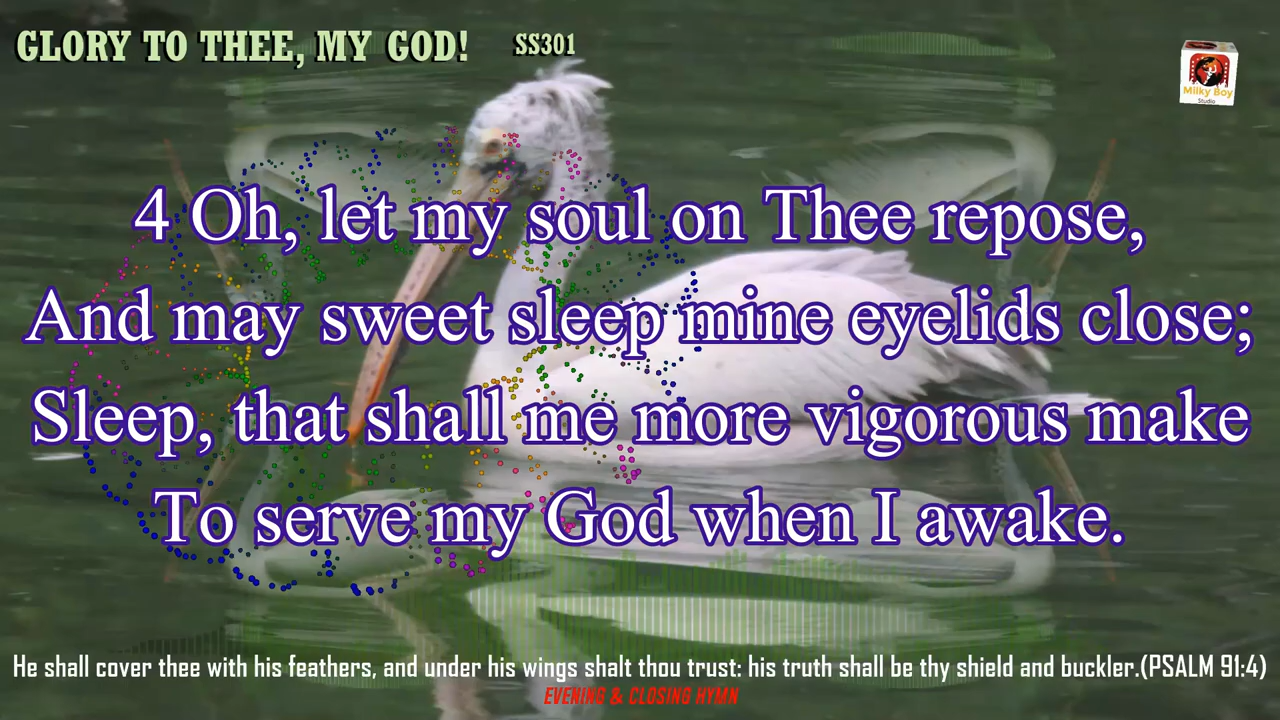 GLORY TO THEE, MY GOD! SS301
Milky Boy
Studio
4 Oh, let my soul on Thee repose,
And may sweet sleep mine eyelids close;
Sleep, that shall me more vigorous make
To serve my God when I awake.
He shall cover thee with his feathers, and under his wings shalt thou trust: his truth shall be thy shield and buckler.(PSALM 91:4)
EVENING & CLOSING HYMN